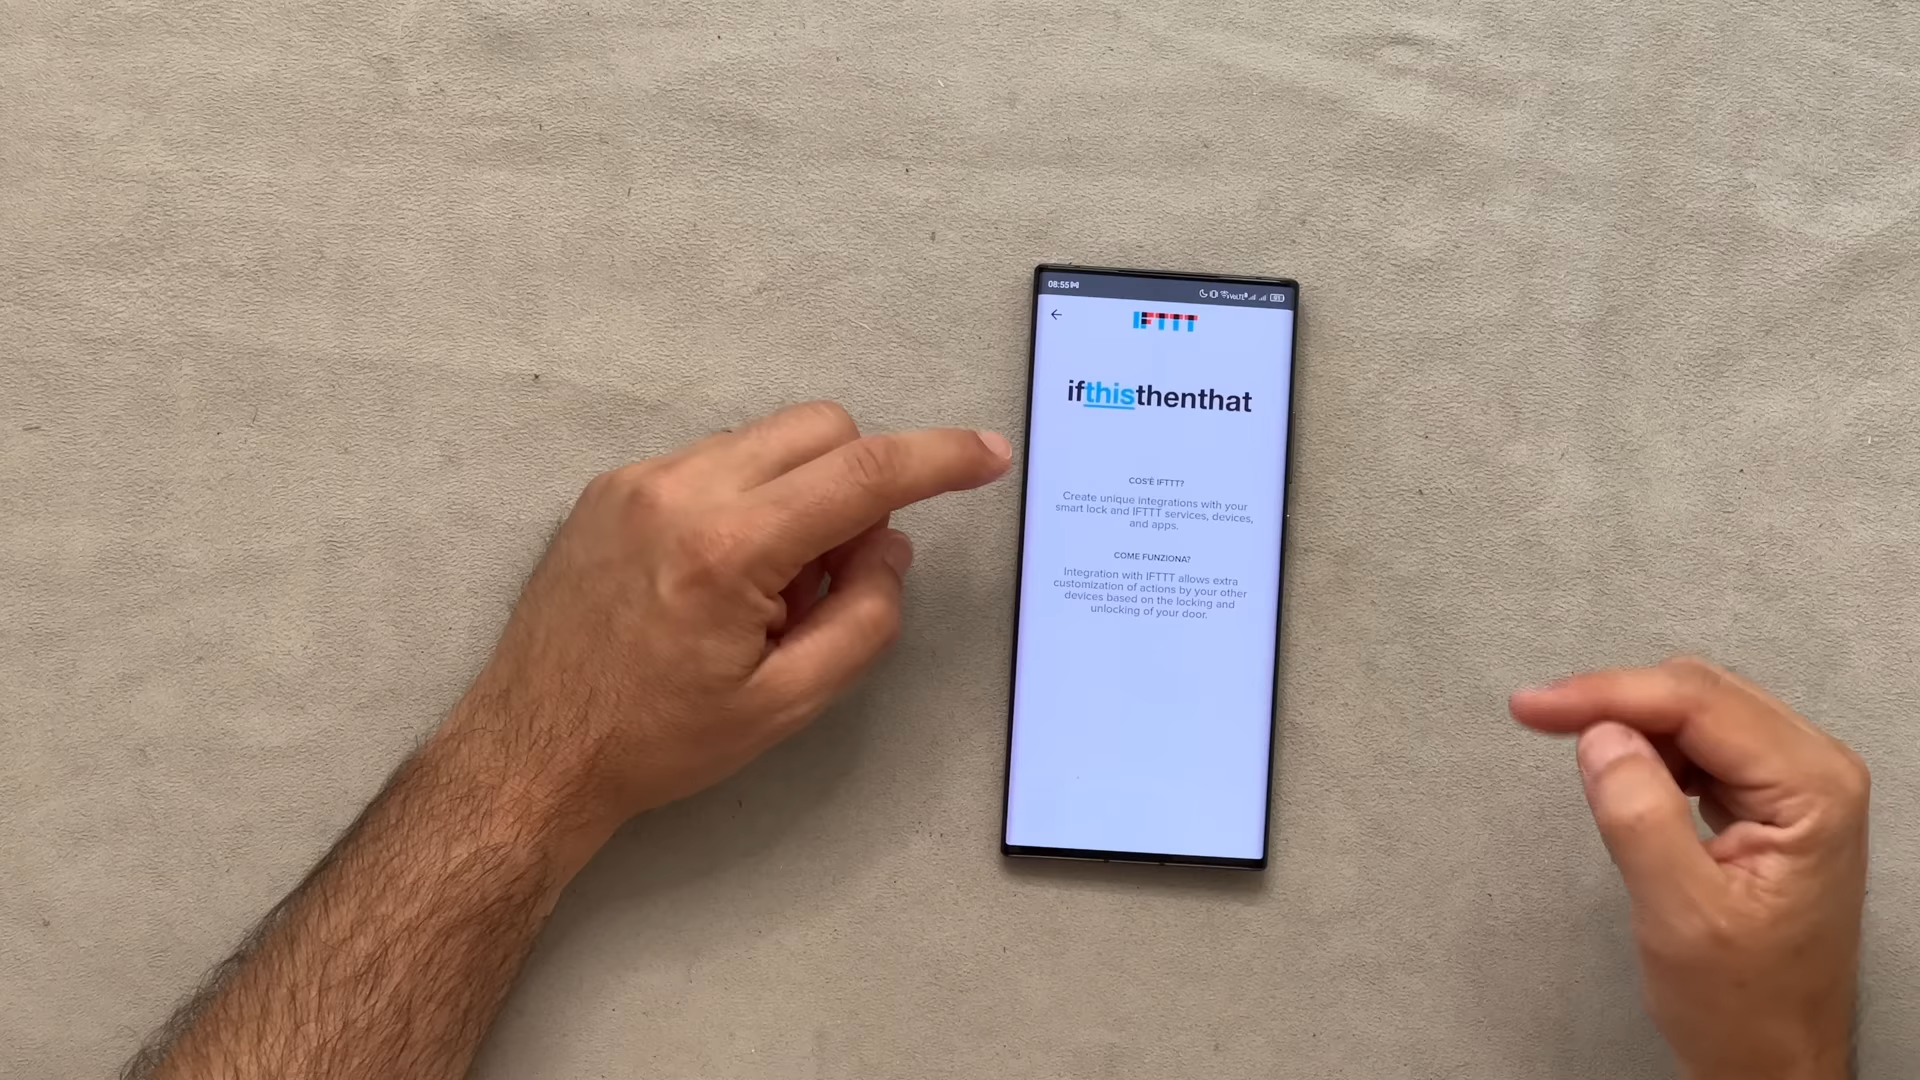 08:55
VoLTE
IFTTT
ifthisthenthat
COS'È IFTTT?
Create unique integrations with your
smart lock and IFTTT services, devices,
and apps.
COME FUNZIONA?
Integration with IFTTT allows extra
customization of actions by your other
devices based on the locking and
unlocking of your door.